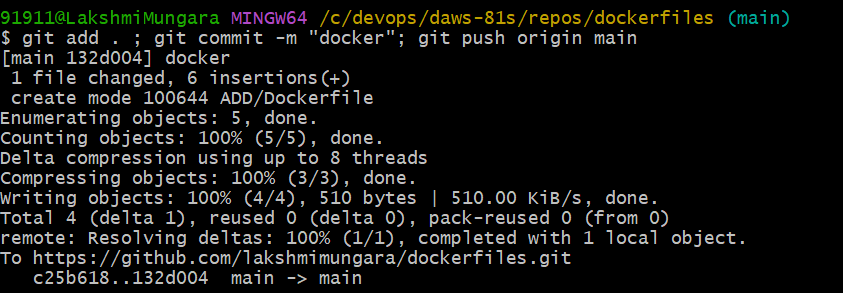 91911@LakshmiMungara MINGW64 /c/devops/daws-81s/repos/dockerfiles (main)
$ git add . ; git commit -m "docker"; git push origin main
[main 132d004] docker
 1 file changed, 6 insertions(+)
 create mode 100644 ADD/Dockerfile
Enumerating objects: 5, done.
Counting objects: 100% (5/5), done.
Delta compression using up to 8 threads
Compressing objects: 100% (3/3), done.
Writing objects: 100% (4/4), 510 bytes | 510.00 KiB/s, done.
Total 4 (delta 1), reused 0 (delta 0), pack-reused 0 (from 0)
remote: Resolving deltas: 100% (1/1), completed with 1 local object.
To https://github.com/lakshmimungara/dockerfiles.git
   c25b618..132d004  main -> main